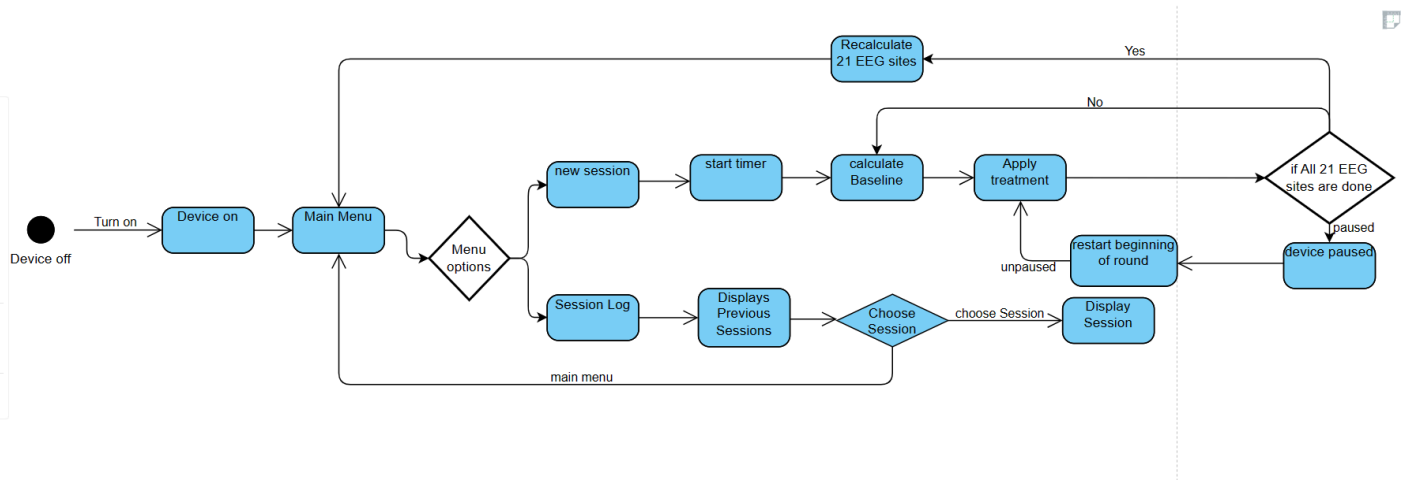 Recalculate
21 EEG sites
Yes
No
new session
start timer
calculate
Baseline
Apply
treatment
if All 21 EEG
sites are done
Turn on
Device on
Main Menu
Device off
Menu
options
paused
device paused
restart beginning
of round
unpaused
Session Log
Displays
Previous
Sessions
Choose
Session
choose Session
Display
Session
main menu